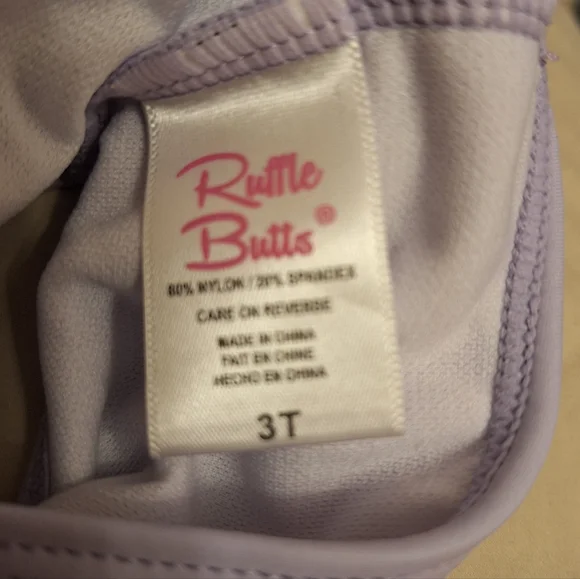 Ruffle
Butts®
80% NYLON / 20% SPANDEX
CARE ON REVERSE
MADE IN CHINA
FAIT EN CHINE
HECHO EN CHINA
3T